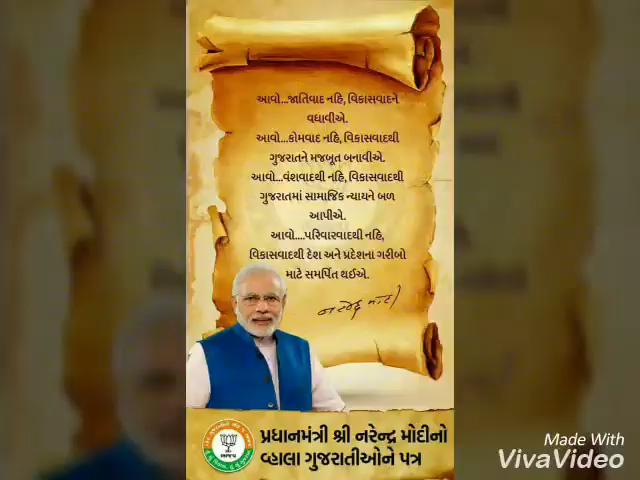 આવો...જાતિવાદ નહિ, વિકાસવાદને
વધાવીએ.
આવો...કોમવાદ નહિ, વિકાસવાદથી
ગુજરાતને મજબૂત બનાવીએ.
આવો...વંશવાદથી નહિ, વિકાસવાદથી
ગુજરાતમાં સામાજિક ન્યાયને બળ
આપીએ.
આવો....પરિવારવાદથી નહિ,
વિકાસવાદથી દેશ અને પ્રદેશના ગરીબો
માટે સમર્પિત થઈએ.
નરેન્દ્ર મોદી
ભાજપ
પ્રધાનમંત્રી શ્રી નરેન્દ્ર મોદીનો
વ્હાલા ગુજરાતીઓને પત્ર
Made With
VivaVideo